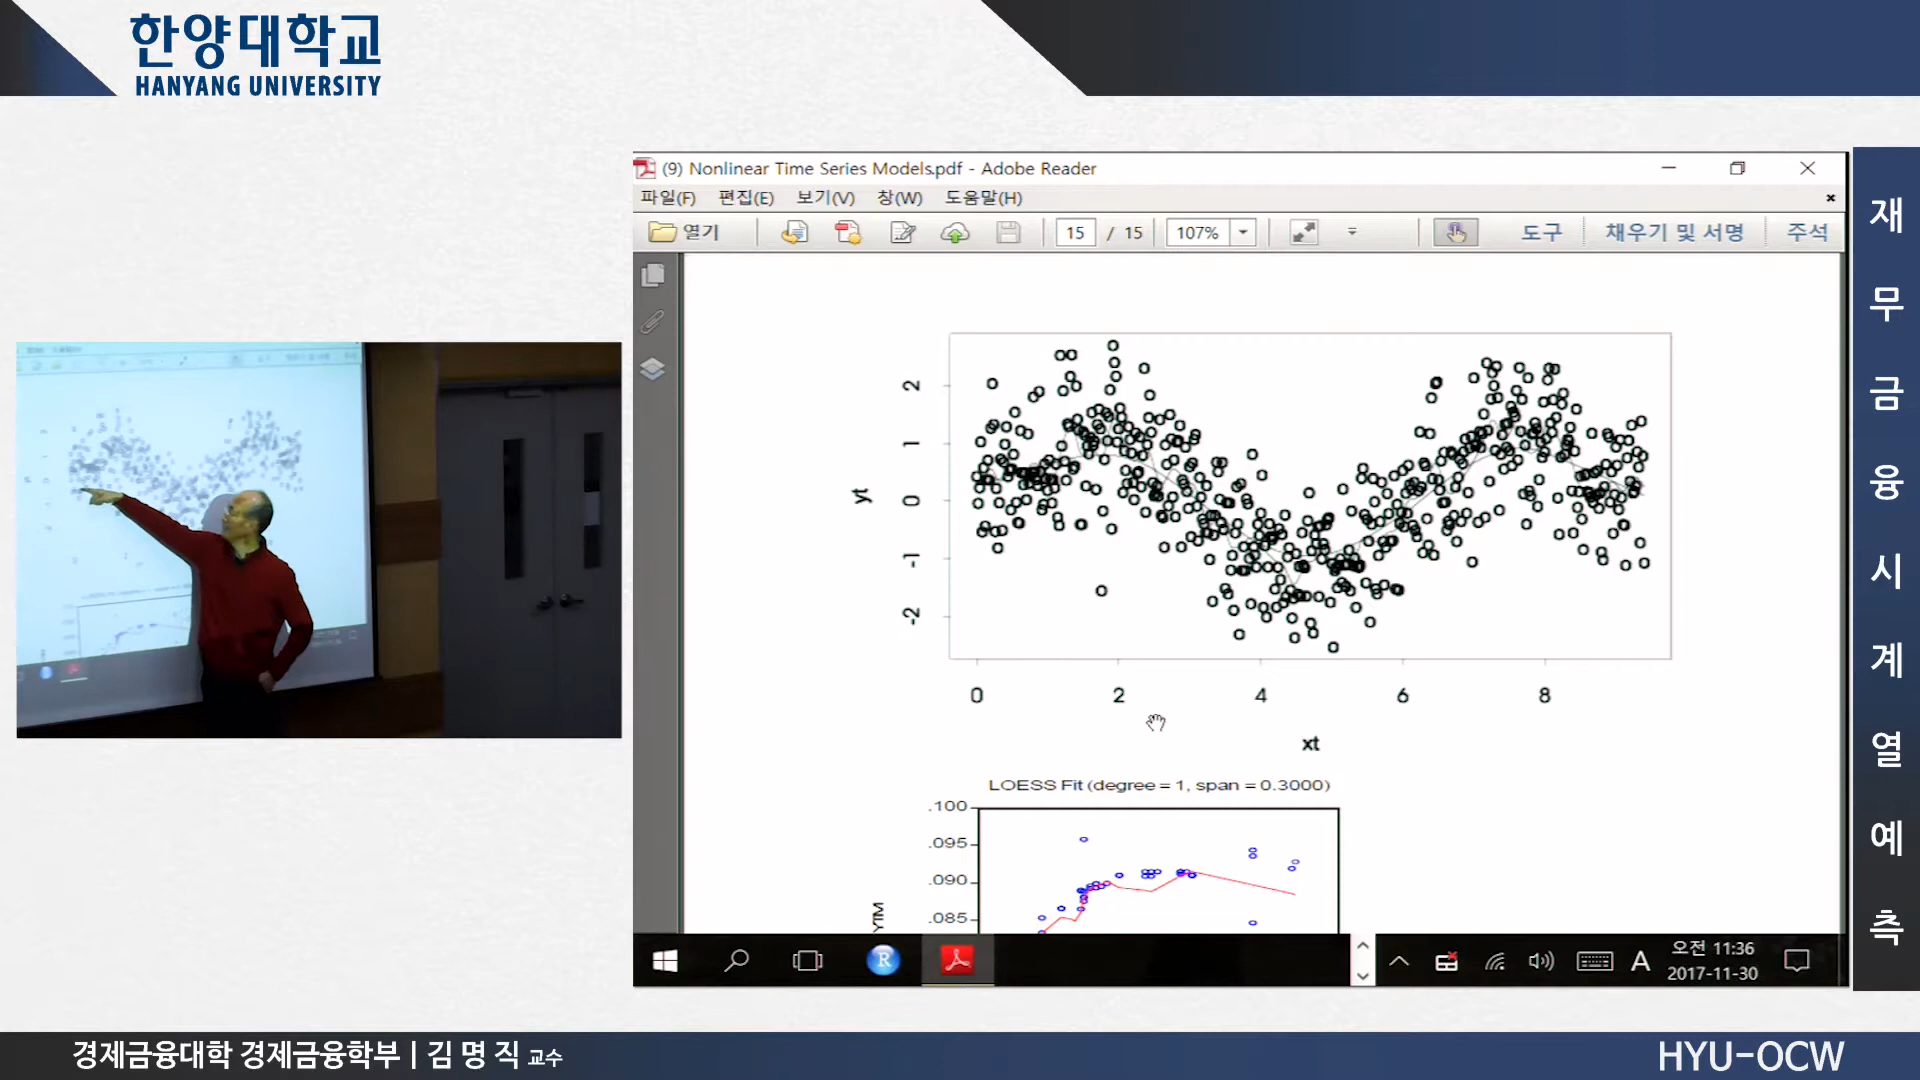 한양대학교
HANYANG UNIVERSITY
(9) Nonlinear Time Series Models.pdf - Adobe Reader
파일(F) 편집(E) 보기(V) 창(W) 도움말(H)
열기 15 / 15 107% 도구 채우기 및 서명 주석
2
1
0
-1
-2
yt
0 2 4 6 8
xt
LOESS Fit (degree = 1, span = 0.3000)
.100
.095
.090
.085
YTM
A
오전 11:36
2017-11-30
재무금융시계열예측
경제금융대학 경제금융학부 | 김 명 직 교수
HYU-OCW